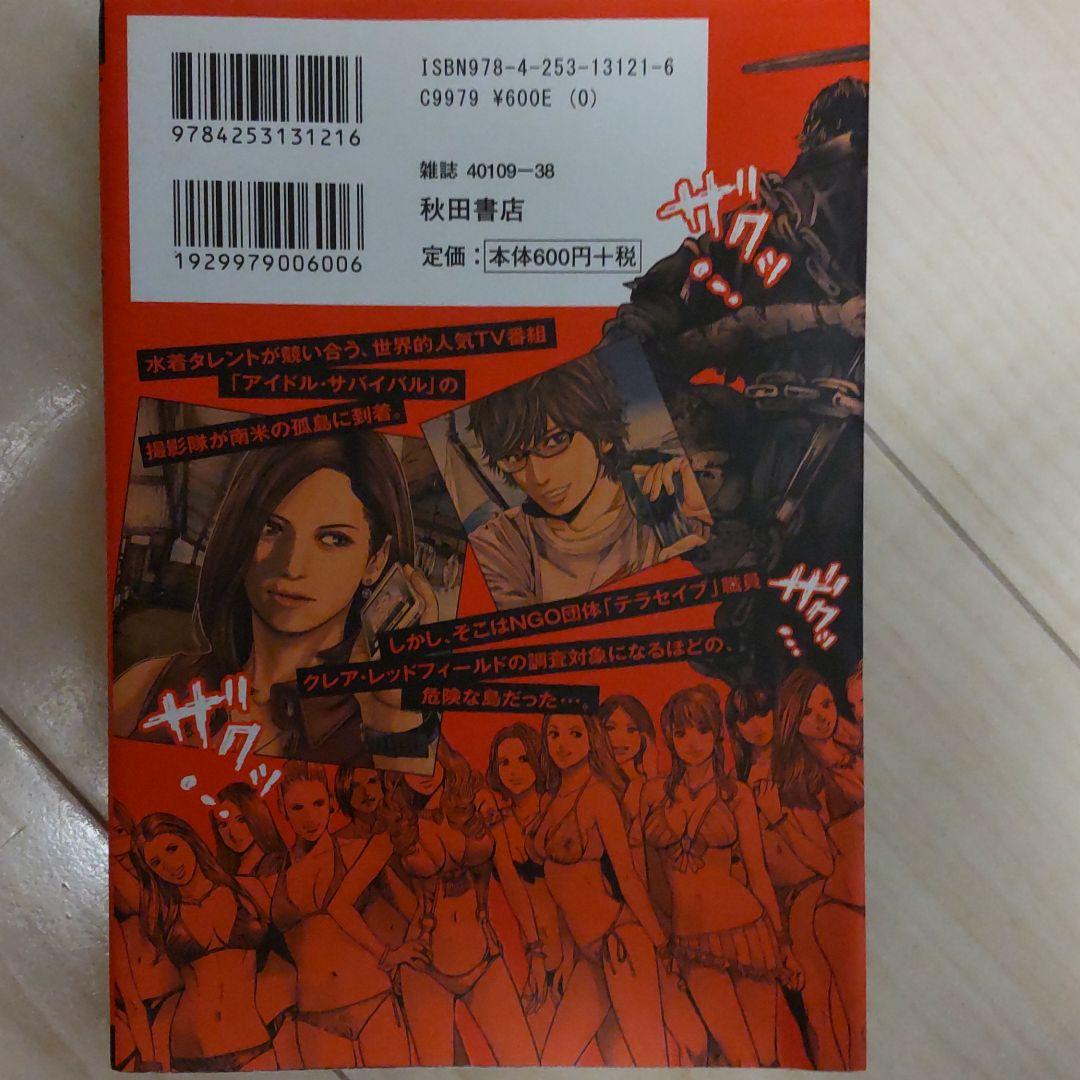 ISBN978-4-253-13121-6
C9979 ¥600E (0)
9784253131216
雑誌 40109-38
秋田書店
1929979006006
定価：本体600円+税
ザクッ…
水着タレントが競い合う、世界的人気TV番組
「アイドル・サバイバル」の
撮影隊が南米の孤島に到着。
ザクッ…
しかし、そこはNGO団体「テラセイブ」職員
クレア・レッドフィールドの調査対象になるほどの、
危険な島だった…。
ザクッ…